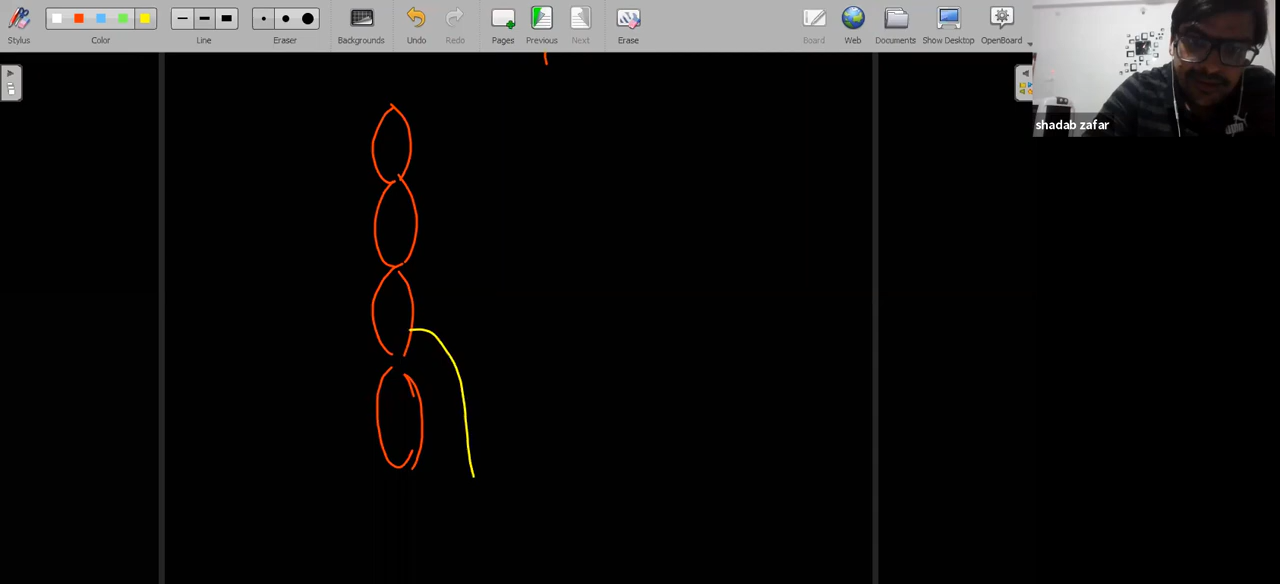 Stylus
Color
Line
Eraser
Backgrounds
Undo
Redo
Pages
Previous
Next
Erase
Board
Web
Documents
Show Desktop
OpenBoard
shadab zafar